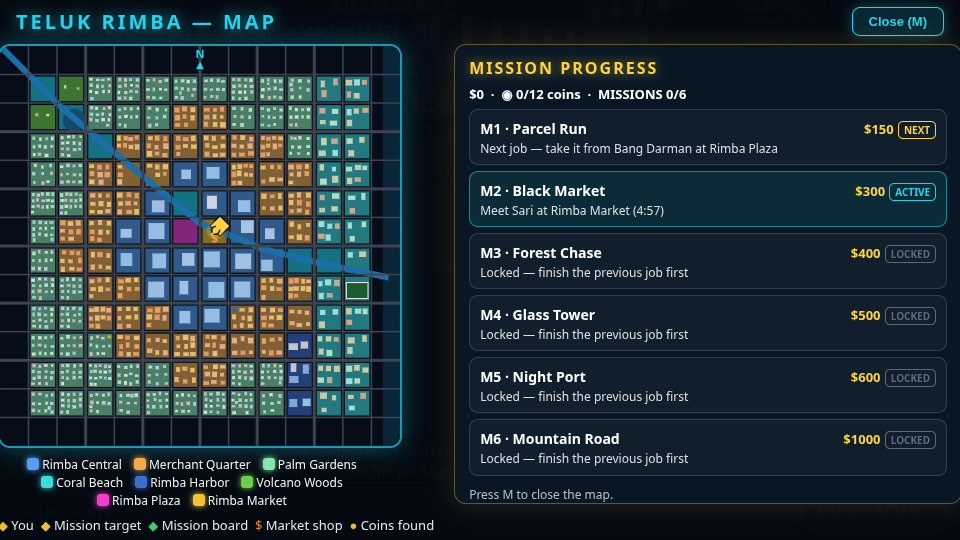 TELUK RIMBA — MAP
Close (M)
N
$
MISSION PROGRESS
$0 · ◉ 0/12 coins · MISSIONS 0/6
M1 · Parcel Run $150 NEXT
Next job — take it from Bang Darman at Rimba Plaza
M2 · Black Market $300 ACTIVE
Meet Sari at Rimba Market (4:57)
M3 · Forest Chase $400 LOCKED
Locked — finish the previous job first
M4 · Glass Tower $500 LOCKED
Locked — finish the previous job first
M5 · Night Port $600 LOCKED
Locked — finish the previous job first
M6 · Mountain Road $1000 LOCKED
Locked — finish the previous job first
Press M to close the map.
Rimba Central Merchant Quarter Palm Gardens
Coral Beach Rimba Harbor Volcano Woods
Rimba Plaza Rimba Market
◆ You ◆ Mission target ◆ Mission board $ Market shop ● Coins found